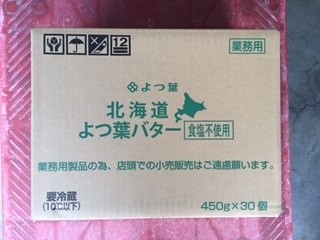 12
業務用
よつ葉
北海道
よつ葉バター 食塩不使用
業務用製品の為、店頭での小売販売はご遠慮願います。
要冷蔵
(10℃以下)
450g×30個